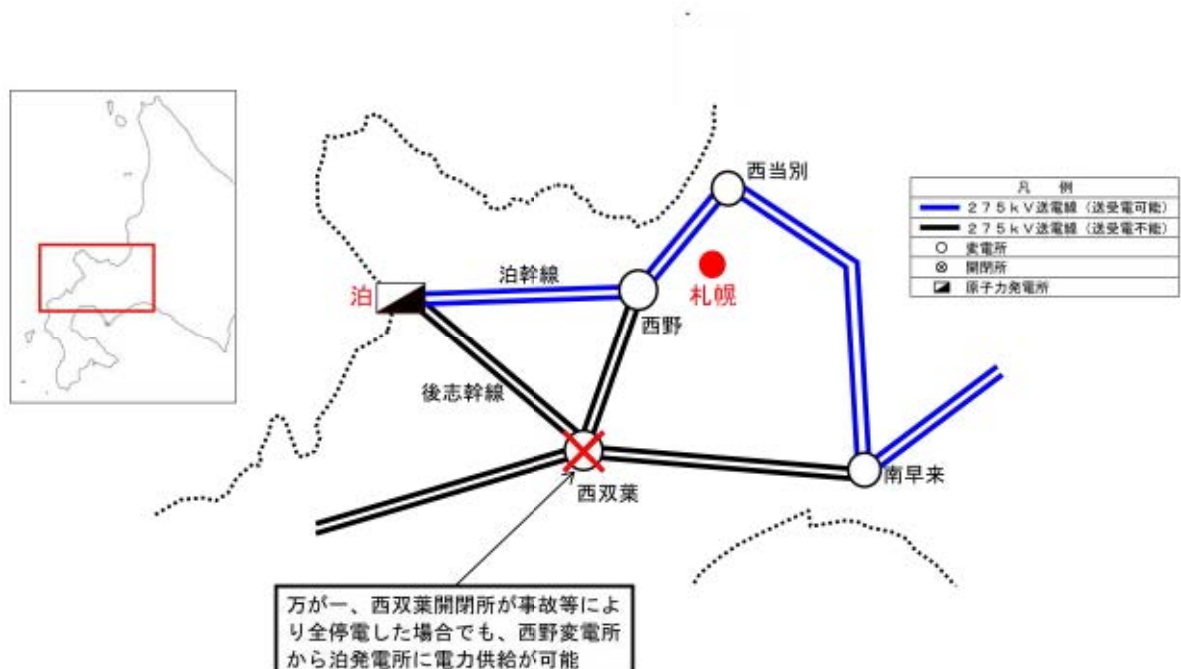 西当別
凡 例
275kV送電線（送受電可能）
275kV送電線（送受電不能）
変電所
開閉所
原子力発電所
泊幹線
泊
札幌
西野
後志幹線
南早来
西双葉
万が一、西双葉開閉所が事故等によ
り全停電した場合でも、西野変電所
から泊発電所に電力供給が可能